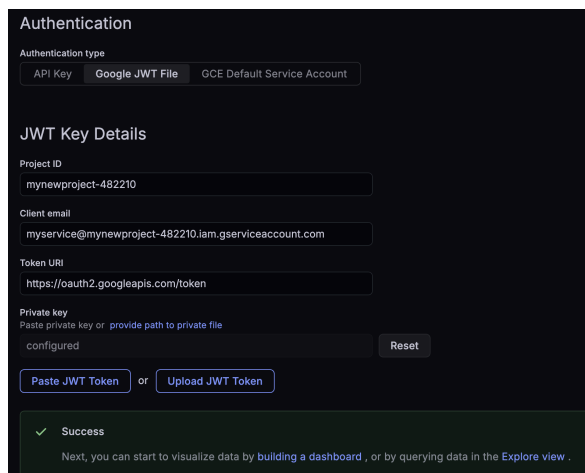 Authentication
Authentication type
API Key Google JWT File GCE Default Service Account
JWT Key Details
Project ID
mynewproject-482210
Client email
myservice@mynewproject-482210.iam.gserviceaccount.com
Token URI
https://oauth2.googleapis.com/token
Private key
Paste private key or provide path to private file
configured Reset
Paste JWT Token or Upload JWT Token
Success
Next, you can start to visualize data by building a dashboard , or by querying data in the Explore view .